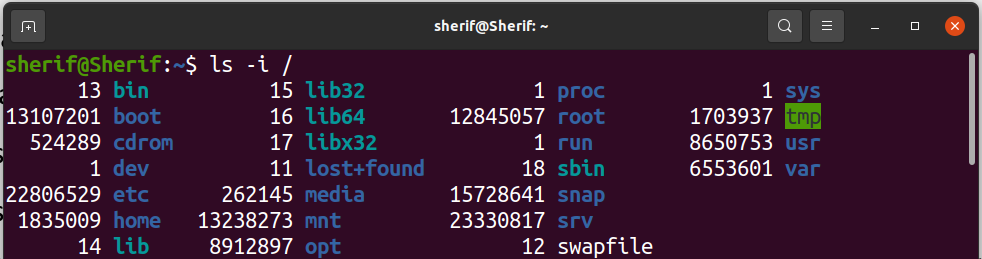 sherif@Sherif: ~
sherif@Sherif:~$ ls -i /
13 bin 15 lib32 1 proc 1 sys
13107201 boot 16 lib64 12845057 root 1703937 tmp
524289 cdrom 17 libx32 1 run 8650753 usr
1 dev 11 lost+found 18 sbin 6553601 var
22806529 etc 262145 media 15728641 snap
1835009 home 13238273 mnt 23330817 srv
14 lib 8912897 opt 12 swapfile